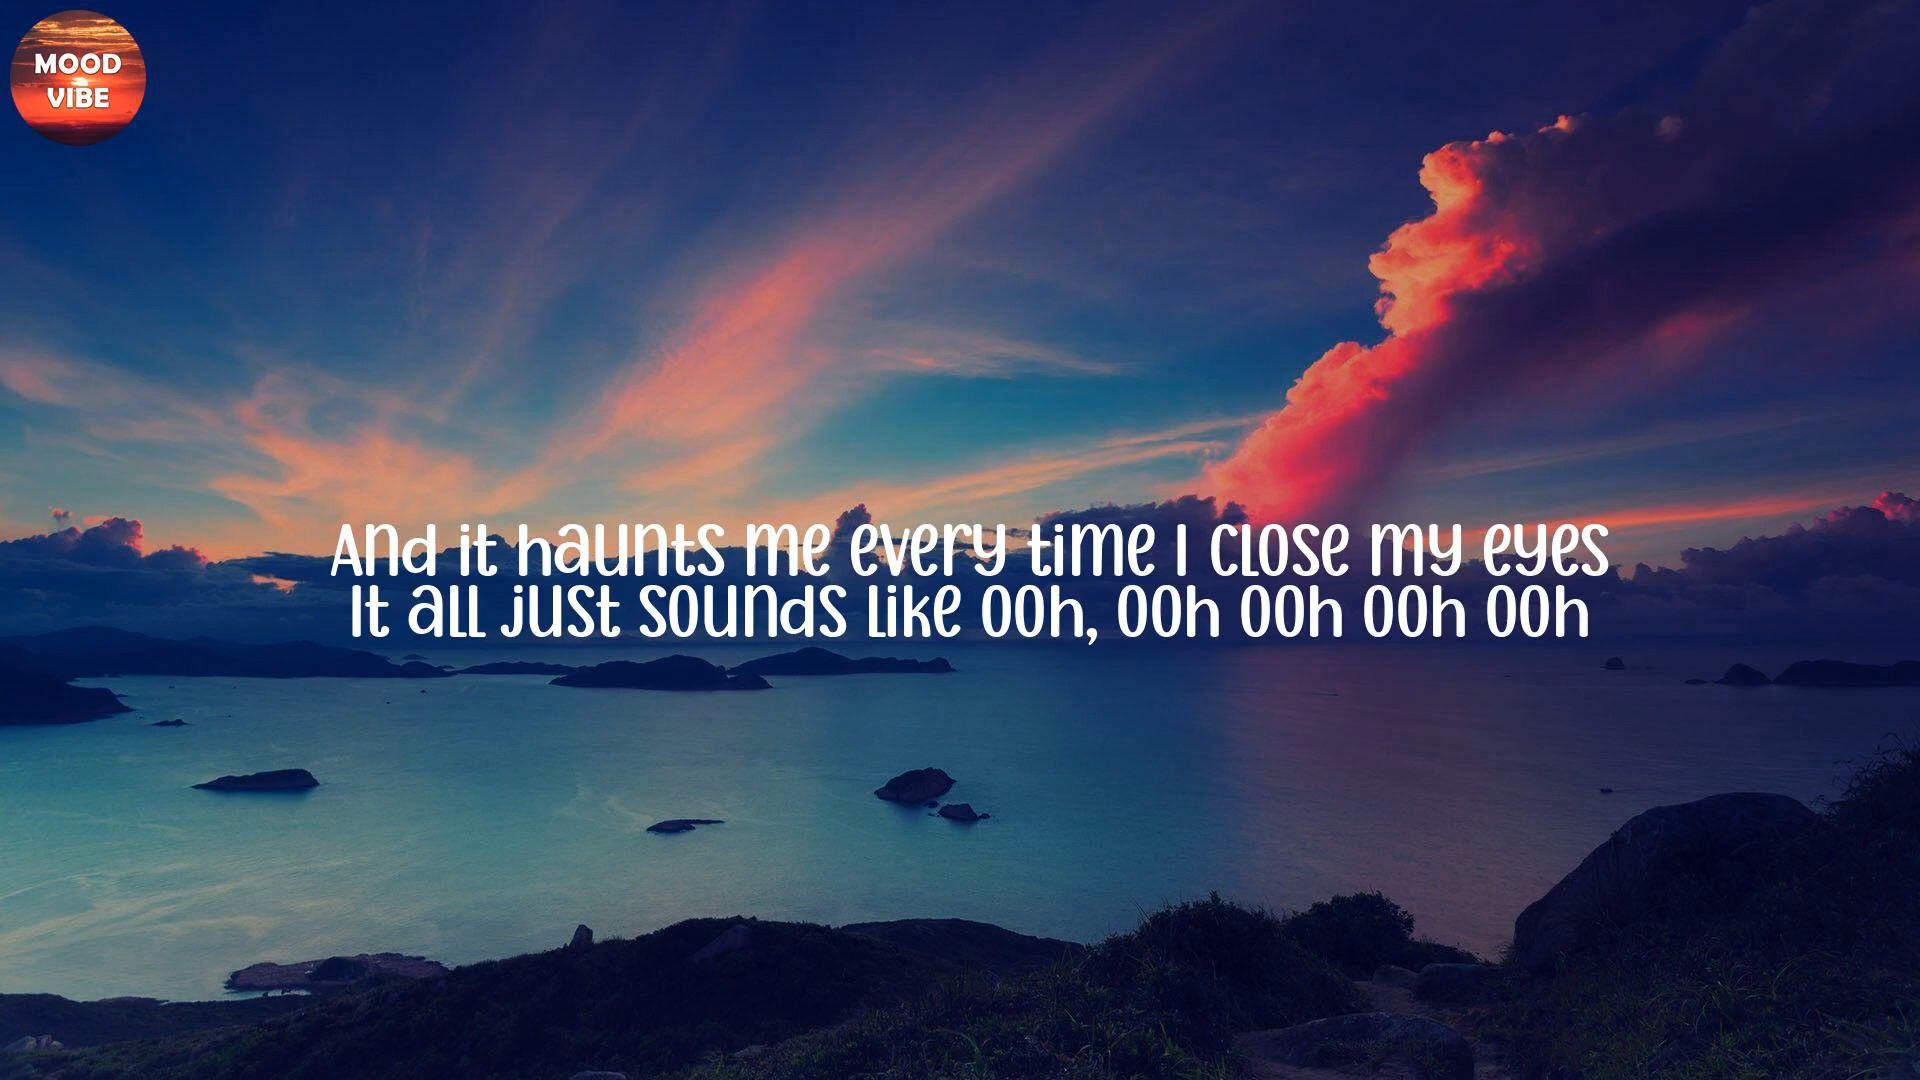 MOOD
VIBE
And it haunts me every time I close my eyes
It all just sounds like ooh, ooh ooh ooh ooh